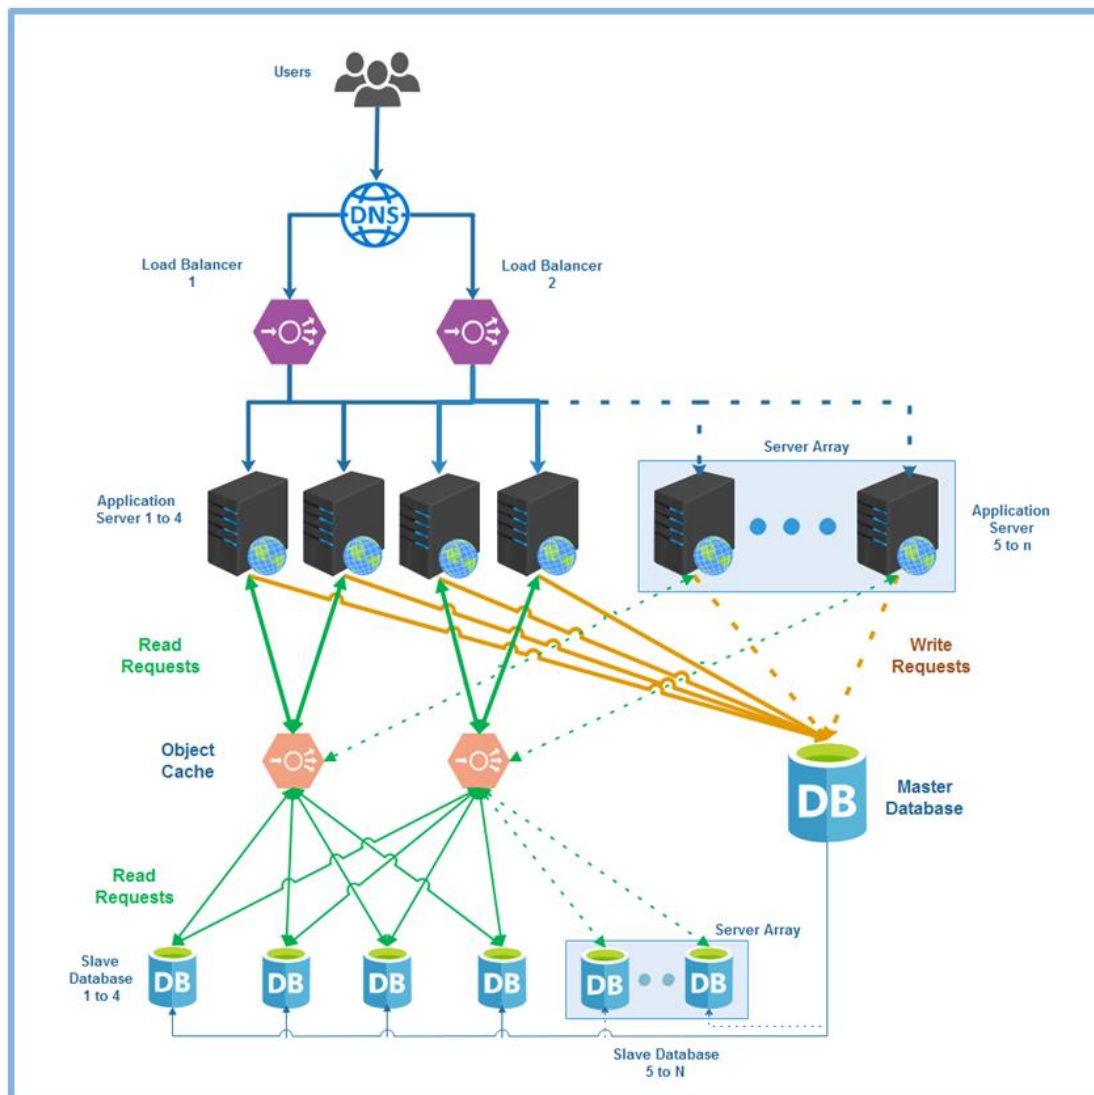 Users
DNS
Load Balancer
1
Load Balancer
2
Server Array
Application
Server 1 to 4
Application
Server
5 to n
Read
Requests
Write
Requests
Object
Cache
DB
Master
Database
Read
Requests
Server Array
Slave
Database
1 to 4
DB
DB
DB
DB
DB
DB
Slave Database
5 to N